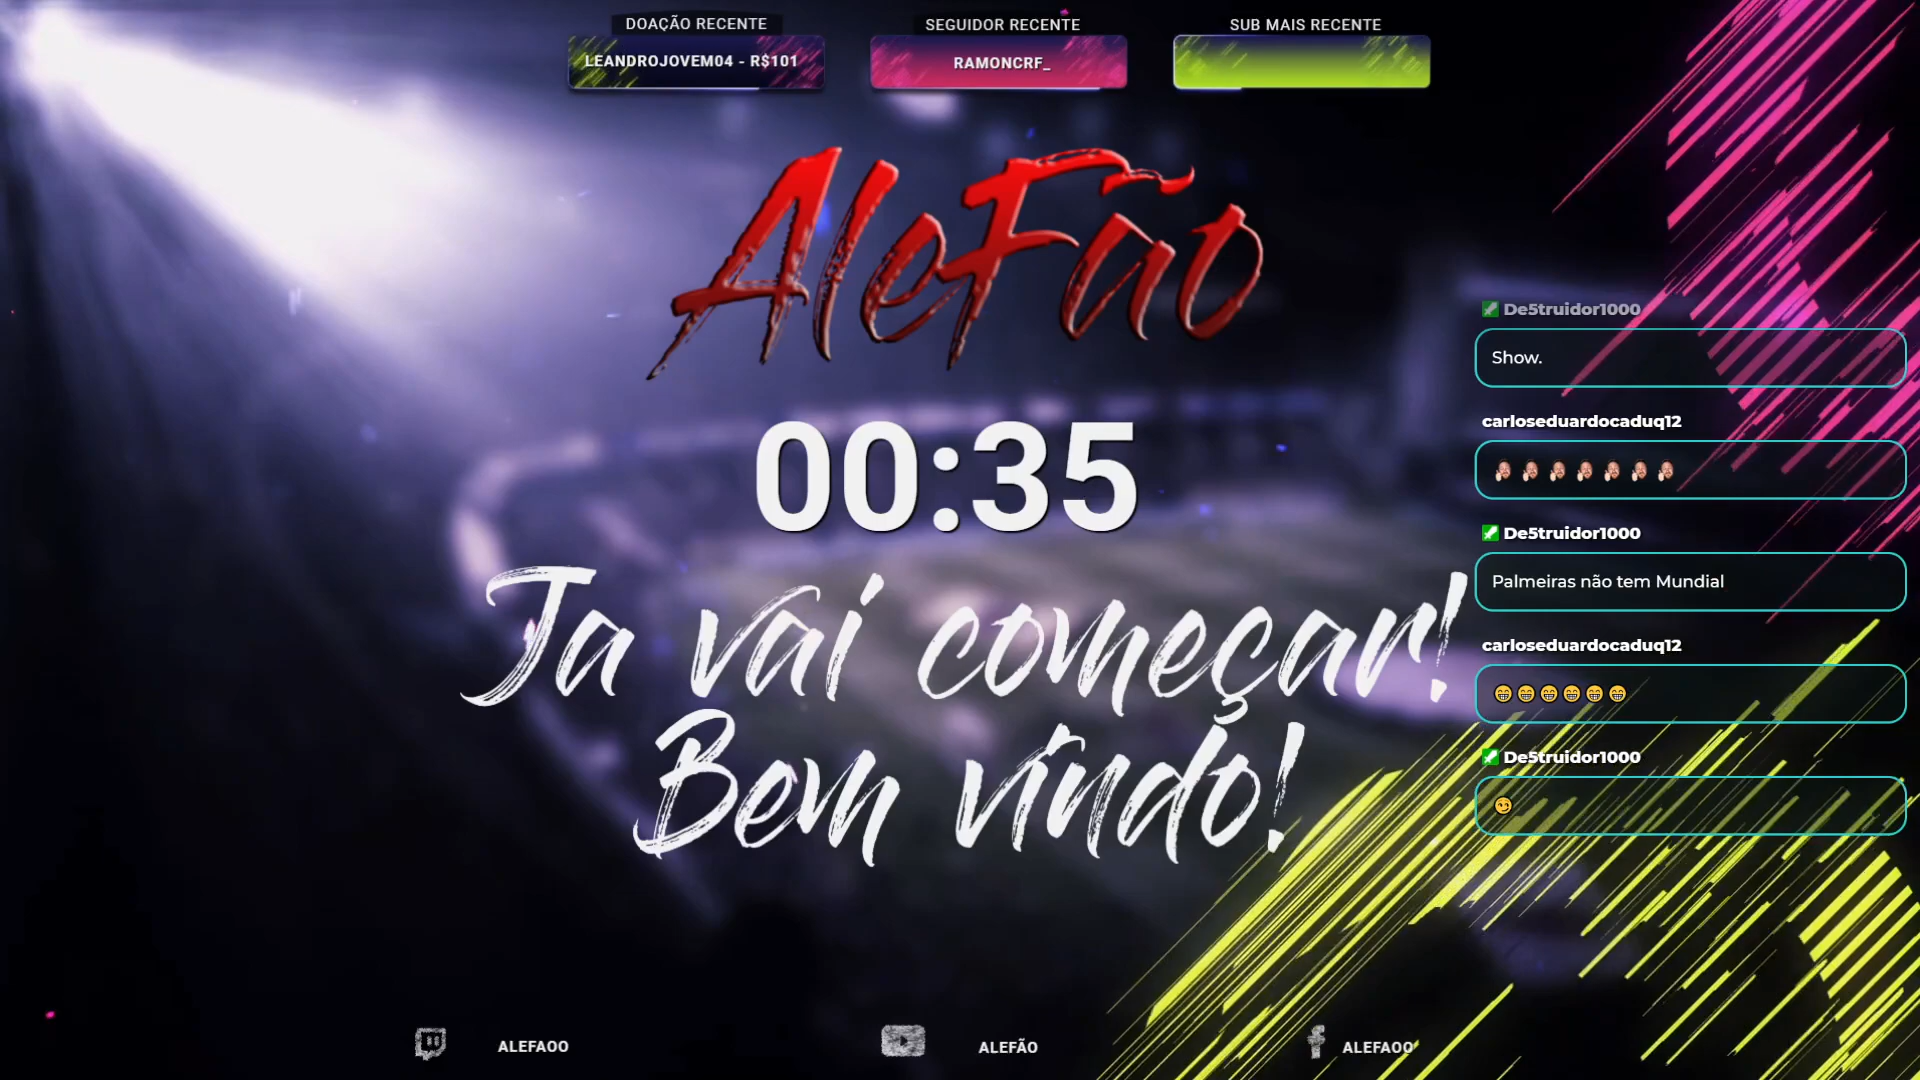 DOAÇÃO RECENTE
LEANDROJOVEM04 - R$101
SEGUIDOR RECENTE
RAMONCRF_
SUB MAIS RECENTE
AleFão
00:35
Ja vai começar!
Bem vindo!
De5truidor1000
Show.
carloseduardocaduq12
De5truidor1000
Palmeiras não tem Mundial
carloseduardocaduq12
De5truidor1000
ALEFAOO
ALEFÃO
ALEFAOO